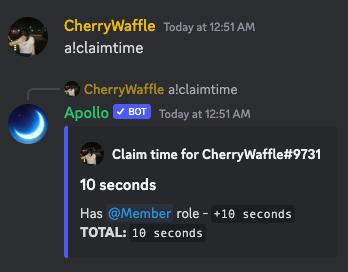 CherryWaffle Today at 12:51 AM
a!claimtime
CherryWaffle a!claimtime
Apollo ✓ BOT Today at 12:51 AM
Claim time for CherryWaffle#9731
10 seconds
Has @Member role - +10 seconds
TOTAL: 10 seconds